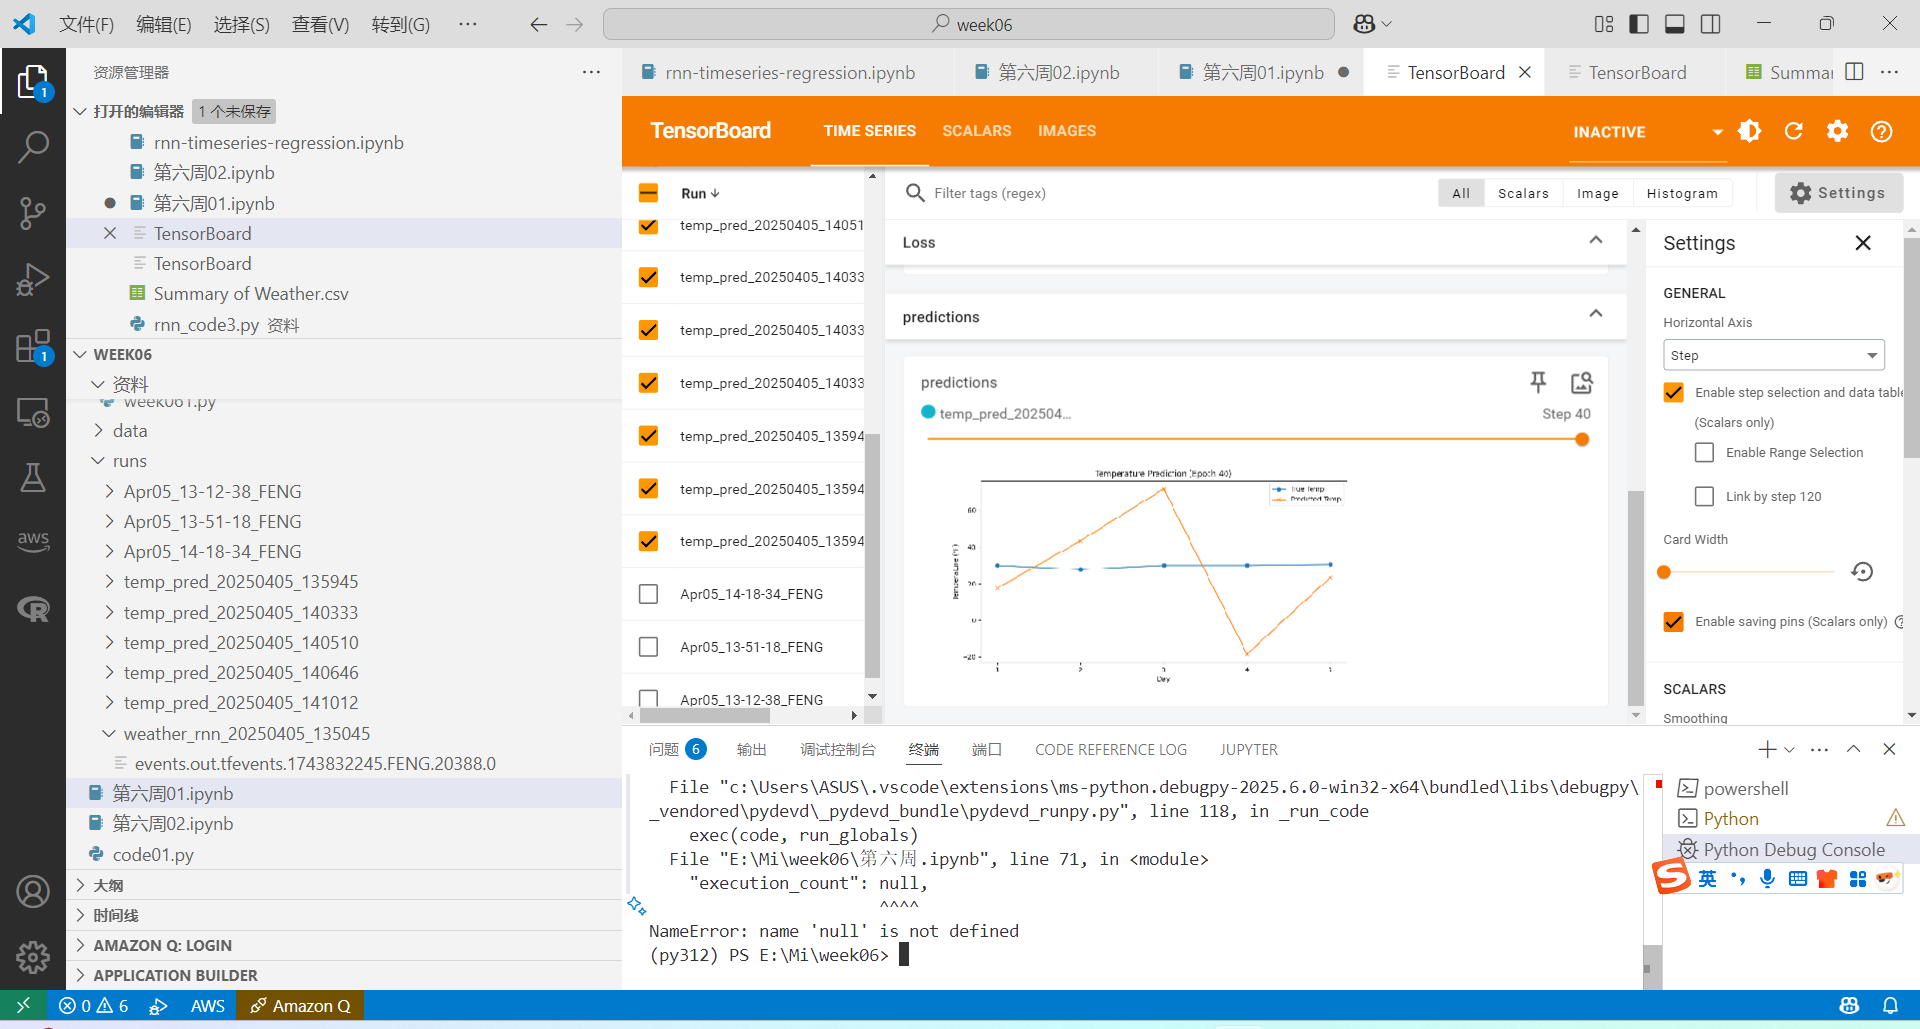 文件(F) 编辑(E) 选择(S) 查看(V) 转到(G) ··· week06
资源管理器 ···
打开的编辑器 1 个未保存
rnn-timeseries-regression.ipynb
第六周02.ipynb
第六周01.ipynb
TensorBoard
TensorBoard
Summary of Weather.csv
rnn_code3.py 资料
WEEK06
资料
week061.py
data
runs
Apr05_13-12-38_FENG
Apr05_13-51-18_FENG
Apr05_14-18-34_FENG
temp_pred_20250405_135945
temp_pred_20250405_140333
temp_pred_20250405_140510
temp_pred_20250405_140646
temp_pred_20250405_141012
weather_rnn_20250405_135045
events.out.tfevents.1743832245.FENG.20388.0
第六周01.ipynb
第六周02.ipynb
code01.py
大纲
时间线
AMAZON Q: LOGIN
APPLICATION BUILDER
1
1
aws
R
rnn-timeseries-regression.ipynb 第六周02.ipynb 第六周01.ipynb TensorBoard TensorBoard Summar ···
TensorBoard TIME SERIES SCALARS IMAGES INACTIVE
Run
temp_pred_20250405_14051
temp_pred_20250405_14033
temp_pred_20250405_14033
temp_pred_20250405_14033
temp_pred_20250405_13594
temp_pred_20250405_13594
temp_pred_20250405_13594
Apr05_14-18-34_FENG
Apr05_13-51-18_FENG
Apr05_13-12-38_FENG
Filter tags (regex) All Scalars Image Histogram Settings
Loss
predictions
predictions
temp_pred_202504... Step 40
Temperature Prediction (Epoch 40)
True Temp
Predicted Temp
60
40
20
0
-20
Temperature (°F)
1 2 3 4 5
Day
Settings
GENERAL
Horizontal Axis
Step
Enable step selection and data table
(Scalars only)
Enable Range Selection
Link by step 120
Card Width
Enable saving pins (Scalars only)
SCALARS
Smoothing
问题 6 输出 调试控制台 终端 端口 CODE REFERENCE LOG JUPYTER ···
File "c:\Users\ASUS\.vscode\extensions\ms-python.debugpy-2025.6.0-win32-x64\bundled\libs\debugpy\
_vendored\pydevd\_pydevd_bundle\pydevd_runpy.py", line 118, in _run_code
exec(code, run_globals)
File "E:\Mi\week06\第六周.ipynb", line 71, in <module>
"execution_count": null,
^^^^
NameError: name 'null' is not defined
(py312) PS E:\Mi\week06>
powershell
Python
Python Debug Console
S 英
0 6 AWS Amazon Q